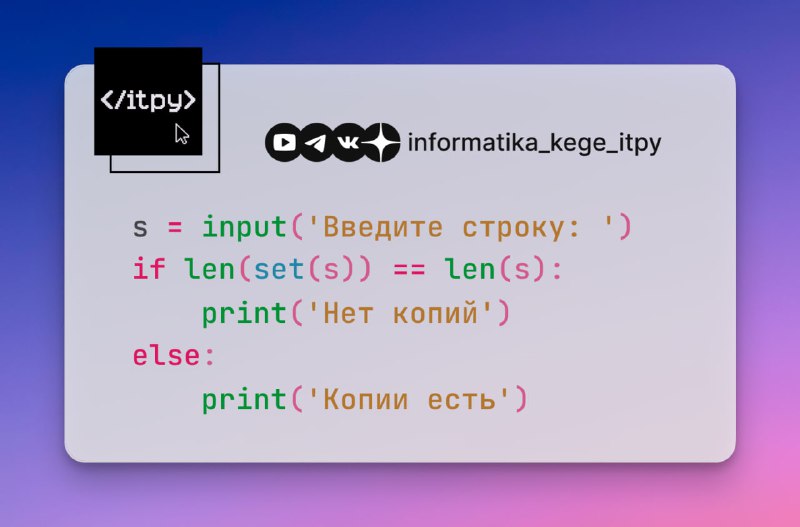 </itpy>
informatika_kege_itpy
s = input('Введите строку: ')
if len(set(s)) == len(s):
    print('Нет копий')
else:
    print('Копии есть')